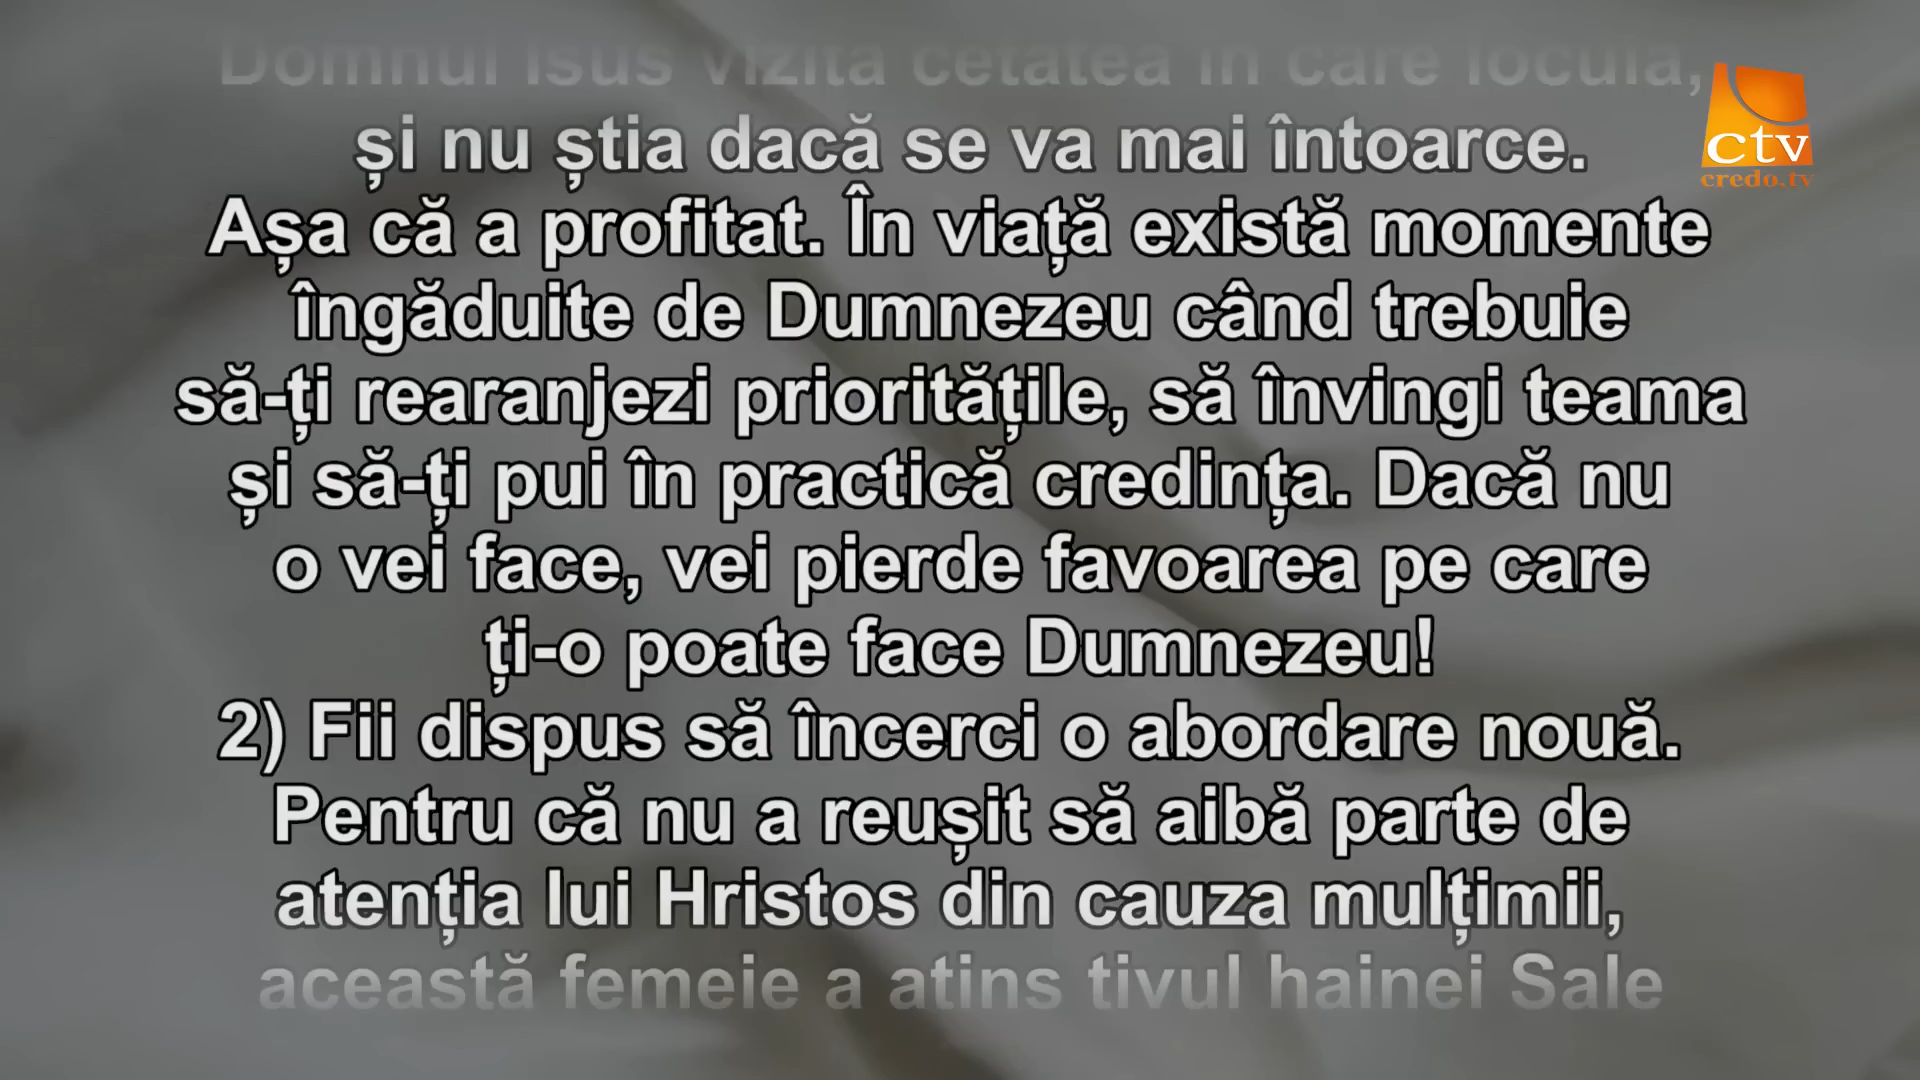 Domnul Isus vizita cetatea în care locuia,
și nu știa dacă se va mai întoarce.
Așa că a profitat. În viață există momente
îngăduite de Dumnezeu când trebuie
să-ți rearanjezi prioritățile, să învingi teama
și să-ți pui în practică credința. Dacă nu
o vei face, vei pierde favoarea pe care
ți-o poate face Dumnezeu!
2) Fii dispus să încerci o abordare nouă.
Pentru că nu a reușit să aibă parte de
atenția lui Hristos din cauza mulțimii,
această femeie a atins tivul hainei Sale
ctv
credo.tv